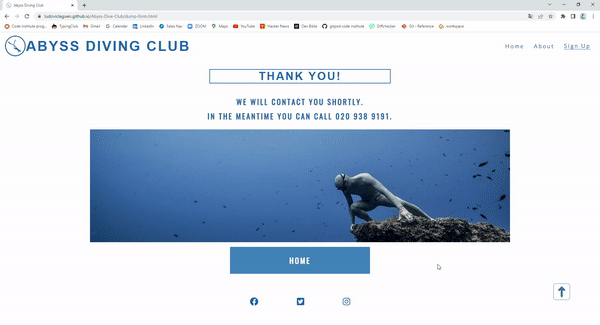 Abyss Diving Club
ludoviclagwec.github.io/Abyss-Dive-Club/dump-form.html
Code institute prog...
TypingClub
Gmail
Calendar
LinkedIn
Sales Nav
ZOOM
Maps
YouTube
Hacker News
Dev Bible
gitpod code institute
Diffchecker
Git - Reference
workspace
ABYSS DIVING CLUB
Home
About
Sign Up
THANK YOU!
WE WILL CONTACT YOU SHORTLY.
IN THE MEANTIME YOU CAN CALL 020 938 9191.
HOME